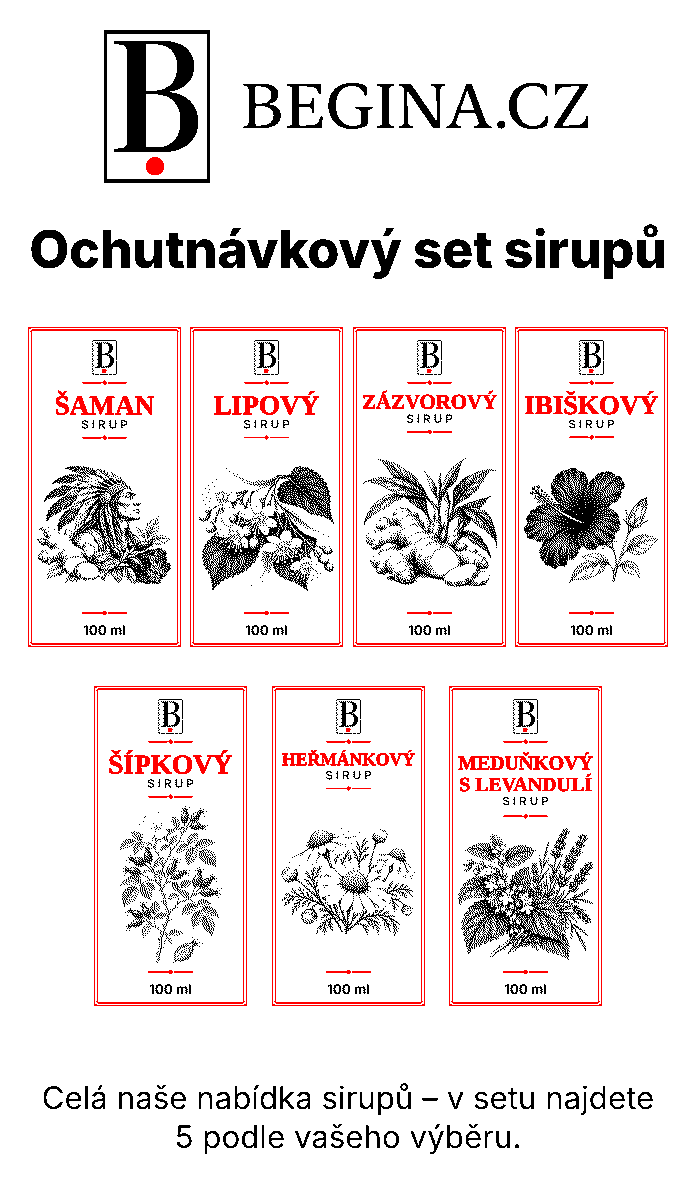 B
BEGINA.CZ
Ochutnávkový set sirupů
B
ŠAMAN
SIRUP
100 ml
B
LIPOVÝ
SIRUP
100 ml
B
ZÁZVOROVÝ
SIRUP
100 ml
B
IBIŠKOVÝ
SIRUP
100 ml
B
ŠÍPKOVÝ
SIRUP
100 ml
B
HEŘMÁNKOVÝ
SIRUP
100 ml
B
MEDUŇKOVÝ
S LEVANDULÍ
SIRUP
100 ml
Celá naše nabídka sirupů – v setu najdete
5 podle vašeho výběru.